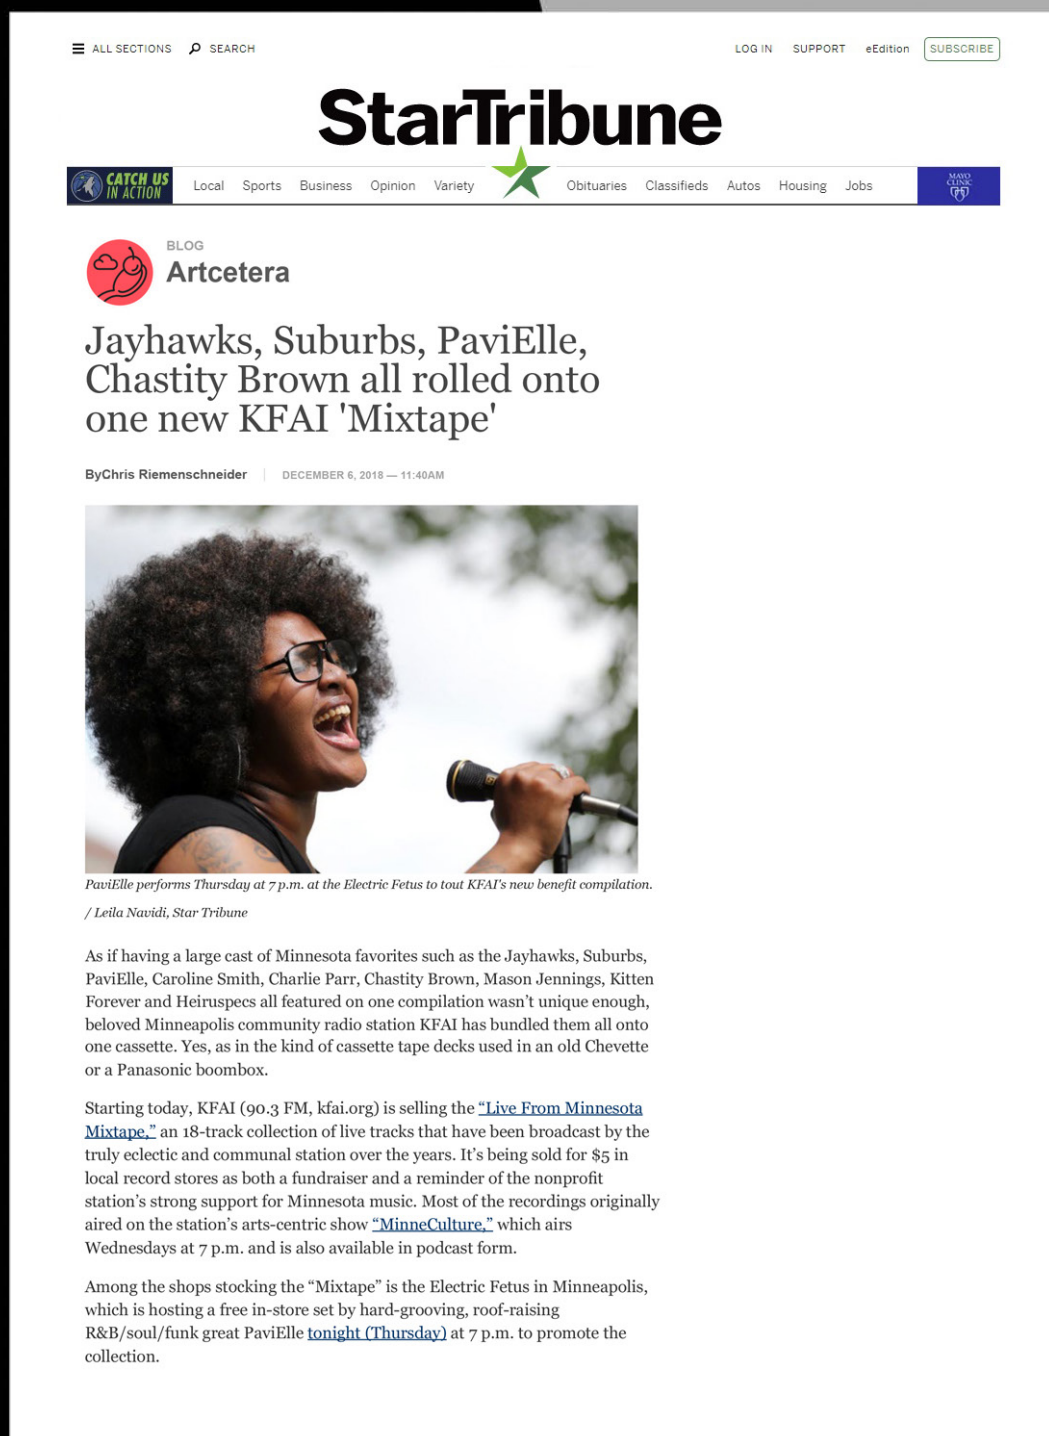 ALL SECTIONS SEARCH LOG IN SUPPORT eEdition SUBSCRIBE
StarTribune
CATCH US
IN ACTION
Local Sports Business Opinion Variety Obituaries Classifieds Autos Housing Jobs
MAYO
CLINIC
BLOG
Artcetera
Jayhawks, Suburbs, PaviElle,
Chastity Brown all rolled onto
one new KFAI 'Mixtape'
ByChris Riemenschneider DECEMBER 6, 2018 — 11:40AM
PaviElle performs Thursday at 7 p.m. at the Electric Fetus to tout KFAI's new benefit compilation.
/ Leila Navidi, Star Tribune
As if having a large cast of Minnesota favorites such as the Jayhawks, Suburbs,
PaviElle, Caroline Smith, Charlie Parr, Chastity Brown, Mason Jennings, Kitten
Forever and Heiruspecs all featured on one compilation wasn’t unique enough,
beloved Minneapolis community radio station KFAI has bundled them all onto
one cassette. Yes, as in the kind of cassette tape decks used in an old Chevette
or a Panasonic boombox.
Starting today, KFAI (90.3 FM, kfai.org) is selling the “Live From Minnesota
Mixtape,” an 18-track collection of live tracks that have been broadcast by the
truly eclectic and communal station over the years. It’s being sold for $5 in
local record stores as both a fundraiser and a reminder of the nonprofit
station’s strong support for Minnesota music. Most of the recordings originally
aired on the station’s arts-centric show “MinneCulture,” which airs
Wednesdays at 7 p.m. and is also available in podcast form.
Among the shops stocking the “Mixtape” is the Electric Fetus in Minneapolis,
which is hosting a free in-store set by hard-grooving, roof-raising
R&B/soul/funk great PaviElle tonight (Thursday) at 7 p.m. to promote the
collection.